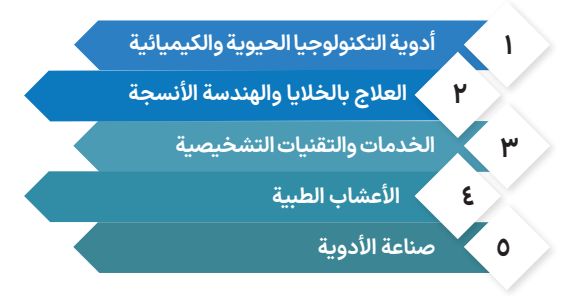 ١ أدوية التكنولوجيا الحيوية والكيميائية
٢ العلاج بالخلايا والهندسة الأنسجة
٣ الخدمات والتقنيات التشخيصية
٤ الأعشاب الطبية
٥ صناعة الأدوية